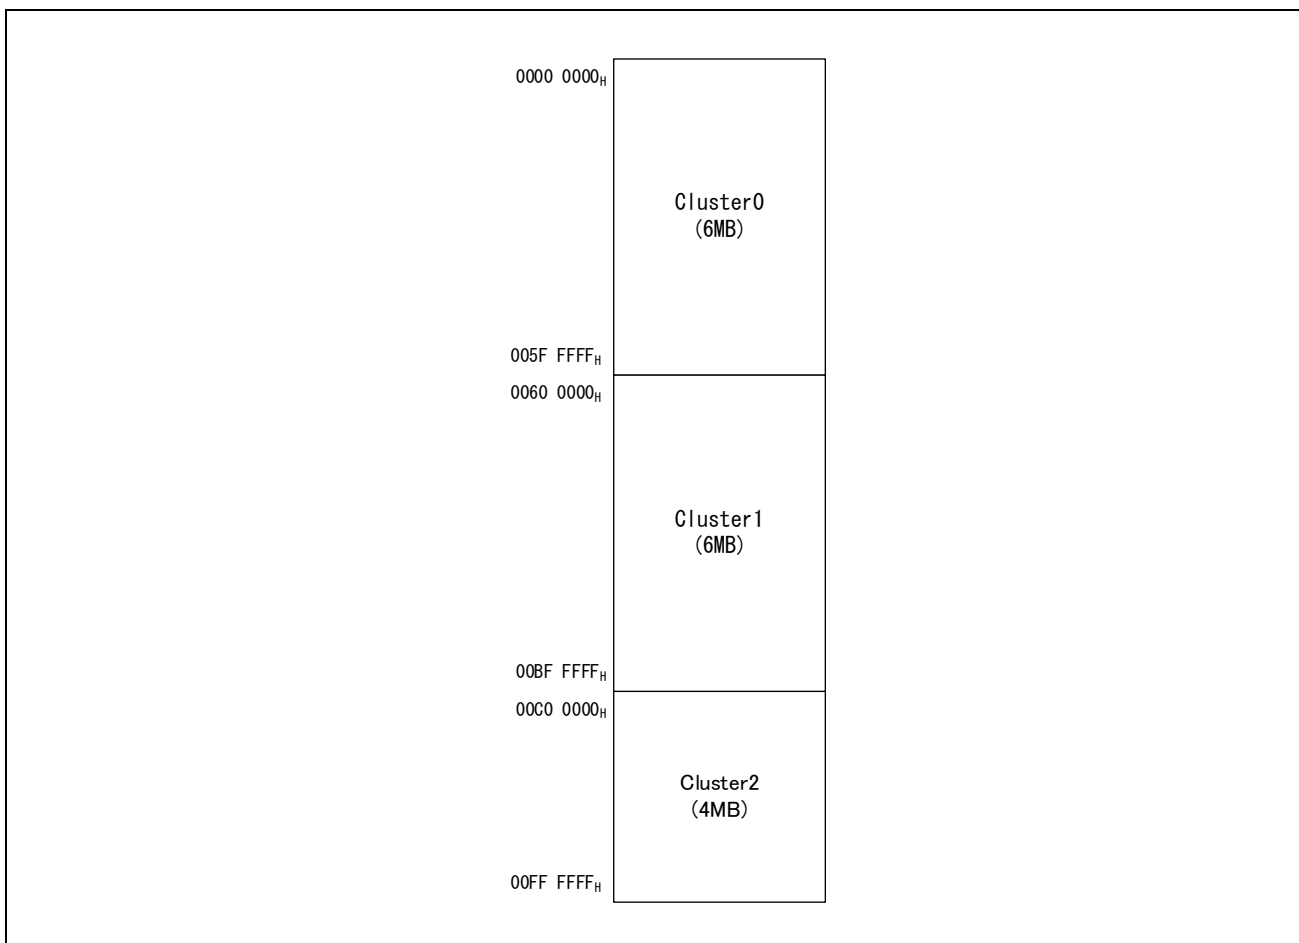 0000 0000H
Cluster0
(6MB)
005F FFFFH
0060 0000H
Cluster1
(6MB)
00BF FFFFH
00C0 0000H
Cluster2
(4MB)
00FF FFFFH